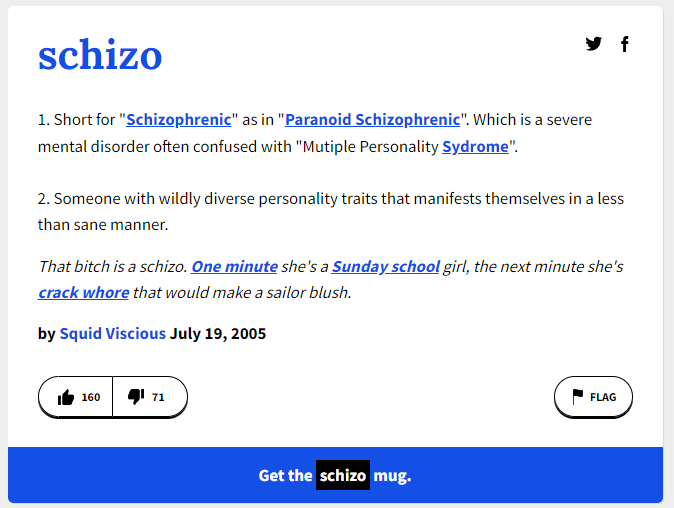 schizo
1. Short for "Schizophrenic" as in "Paranoid Schizophrenic". Which is a severe
mental disorder often confused with "Mutiple Personality Sydrome".
2. Someone with wildly diverse personality traits that manifests themselves in a less
than sane manner.
That bitch is a schizo. One minute she's a Sunday school girl, the next minute she's
crack whore that would make a sailor blush.
by Squid Viscious July 19, 2005
160 71 FLAG
Get the schizo mug.